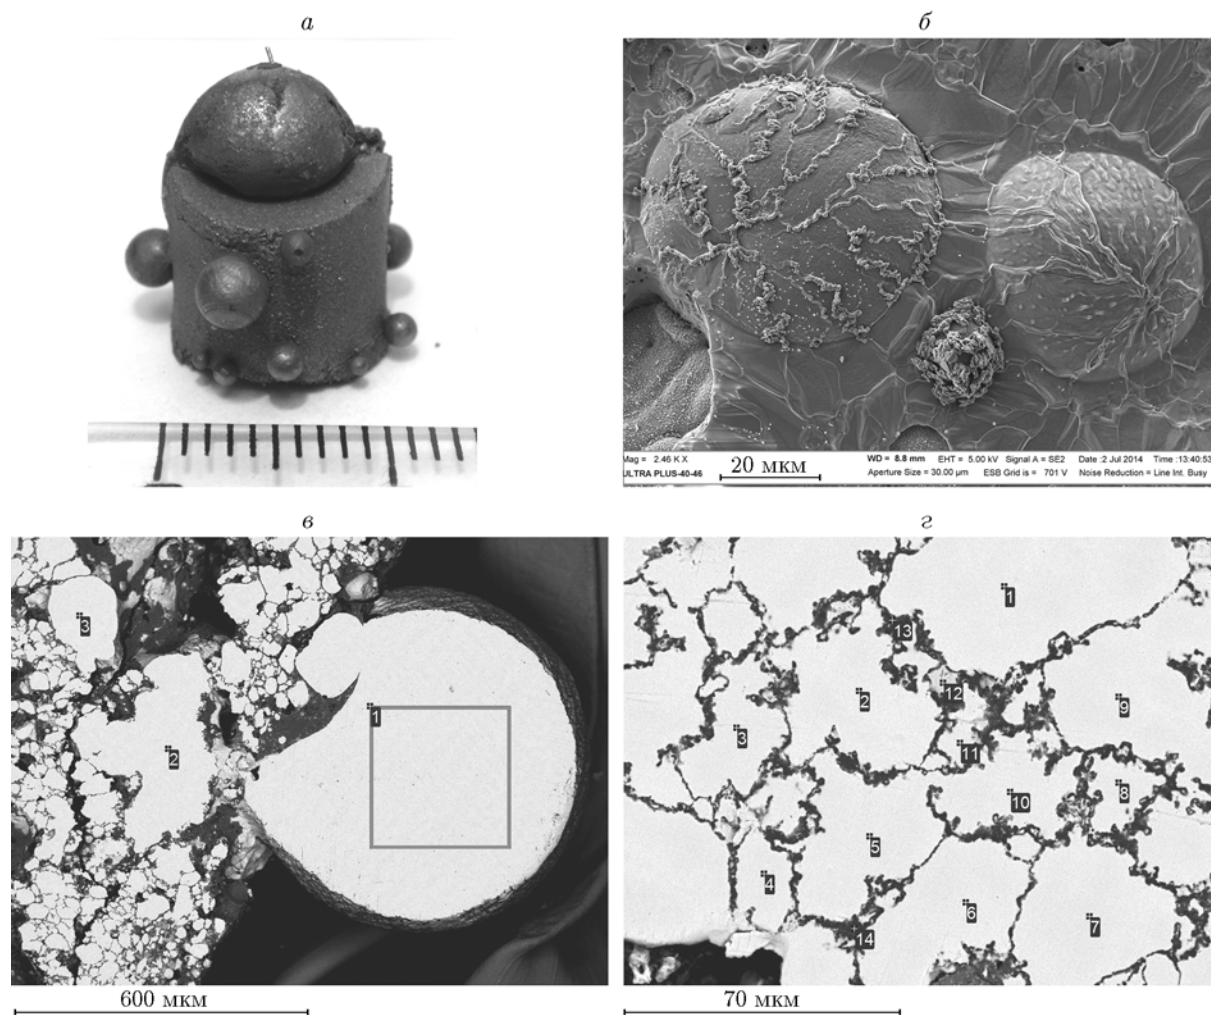 а
б
Mag = 2.46 K X
ULTRA PLUS-40-46
20 мкм
WD = 8.8 mm EHT = 5.00 kV Signal A = SE2 Date :2 Jul 2014 Time :13:40:53
Aperture Size = 30.00 µm ESB Grid is = 701 V Noise Reduction = Line Int. Busy
в
3
1
2
600 мкм
г
1
13
2
12
9
3
11
8
10
5
4
6
7
14
70 мкм